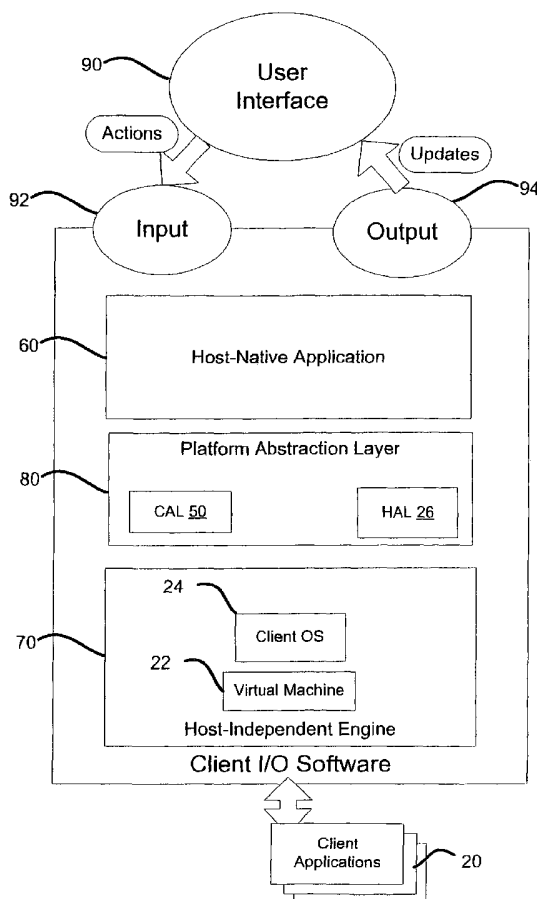 90
User
Interface
Actions
Updates
92
94
Input
Output
60
Host-Native Application
Platform Abstraction Layer
80
CAL 50
HAL 26
24
Client OS
70
22
Virtual Machine
Host-Independent Engine
Client I/O Software
Client
Applications
20